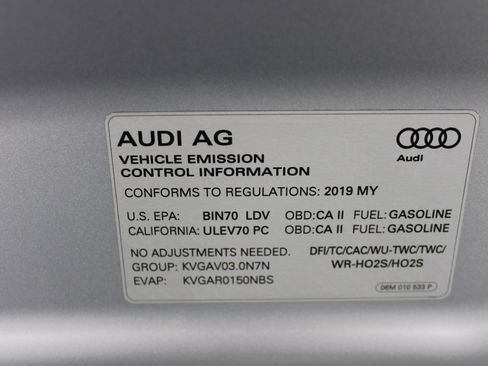 AUDI AG
Audi
VEHICLE EMISSION
CONTROL INFORMATION
CONFORMS TO REGULATIONS: 2019 MY
U.S. EPA: BIN70 LDV OBD:CA II FUEL:GASOLINE
CALIFORNIA: ULEV70 PC OBD:CA II FUEL:GASOLINE
NO ADJUSTMENTS NEEDED. DFI/TC/CAC/WU-TWC/TWC/
GROUP: KVGAV03.0N7N WR-HO2S/HO2S
EVAP: KVGAR0150NBS
06M 010 533 P